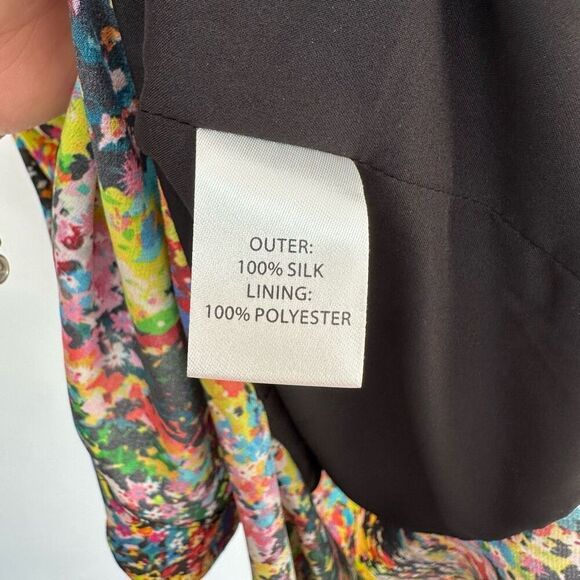 OUTER:
100% SILK
LINING:
100% POLYESTER